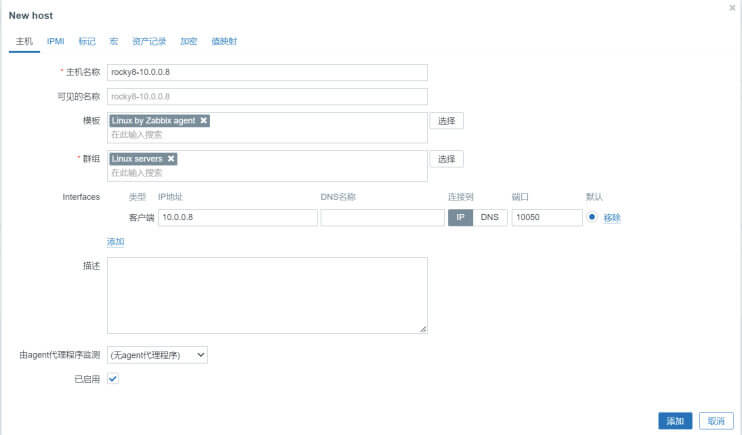 New host
主机 IPMI 标记 宏 资产记录 加密 值映射
* 主机名称 rocky8-10.0.0.8
可见的名称 rocky8-10.0.0.8
模板 Linux by Zabbix agent 选择
在此输入搜索
* 群组 Linux servers 选择
在此输入搜索
Interfaces 类型 IP地址 DNS名称 连接到 端口 默认
客户端 10.0.0.8 IP DNS 10050 移除
添加
描述
由agent代理程序监测 (无agent代理程序)
已启用
添加 取消